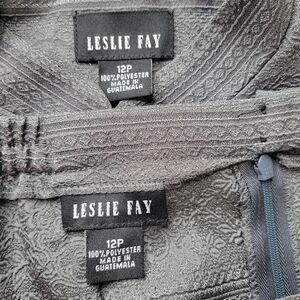 LESLIE FAY
12P
100% POLYESTER
MADE IN
GUATEMALA
LESLIE FAY
12P
100% POLYESTER
MADE IN
GUATEMALA